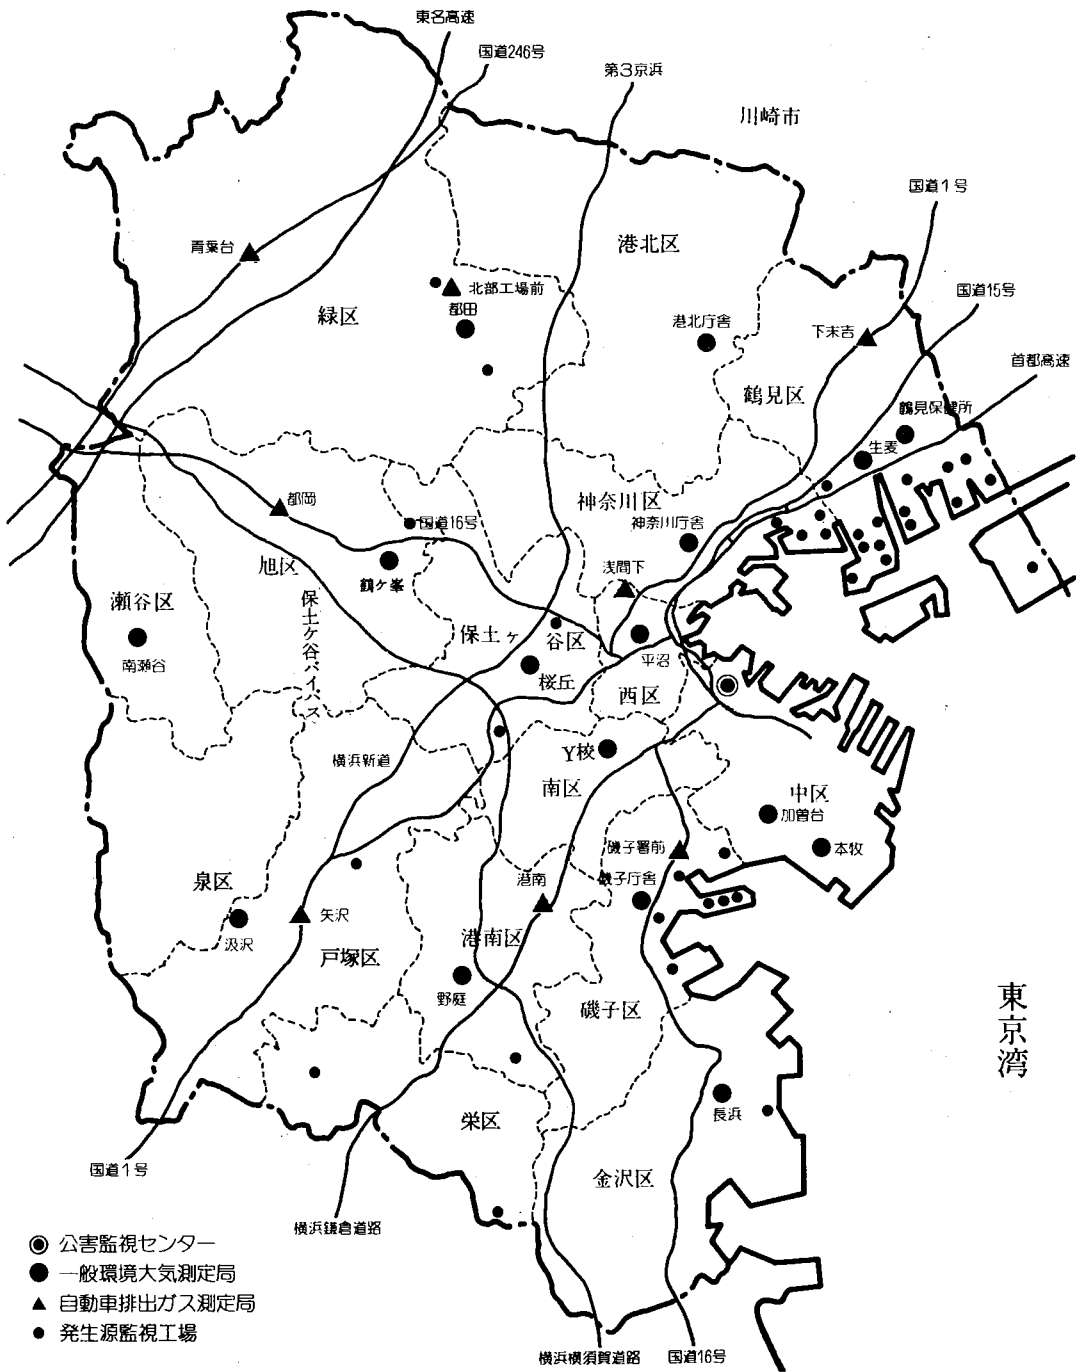 東名高速
国道246号
第3京浜
川崎市
国道1号
青葉台
港北区
国道15号
北部工場前
緑区
都田
港北庁舎
下末吉
首都高速
鶴見区
鶴見保健所
生麦
都岡
国道16号
神奈川区
神奈川庁舎
旭区
鶴ヶ峯
浅間下
瀬谷区
保土ケ谷バイパス
保土ヶ谷区
南瀬谷
平沼
桜丘
西区
横浜新道
Y校
南区
中区
加曽台
磯子署前
本牧
泉区
港南
磯子庁舎
矢沢
汲沢
戸塚区
港南区
野庭
磯子区
東京湾
長浜
栄区
国道1号
金沢区
横浜鎌倉道路
公害監視センター
一般環境大気測定局
自動車排出ガス測定局
発生源監視工場
横浜横須賀道路
国道16号